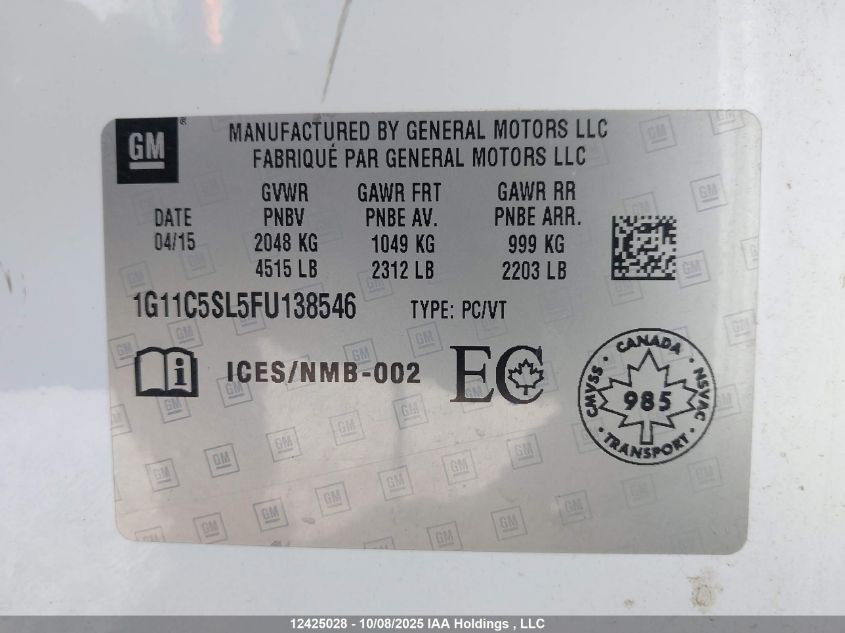 GM ®
MANUFACTURED BY GENERAL MOTORS LLC
FABRIQUÉ PAR GENERAL MOTORS LLC
GVWR GAWR FRT GAWR RR
DATE PNBV PNBE AV. PNBE ARR.
04/15 2048 KG 1049 KG 999 KG
4515 LB 2312 LB 2203 LB
1G11C5SL5FU138546 TYPE: PC/VT
i ICES/NMB-002 EC
CANADA
CMVSS · 985 · NSVAC
TRANSPORT
12425028 - 10/08/2025 IAA Holdings , LLC